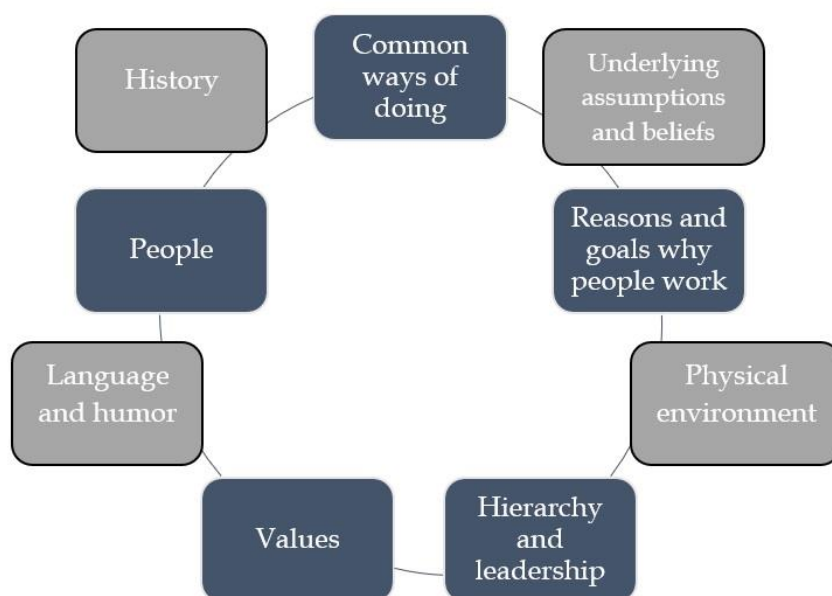 Common
ways of
doing
Underlying
assumptions
and beliefs
Reasons and
goals why
people work
Physical
environment
Hierarchy
and
leadership
Values
Language
and humor
People
History